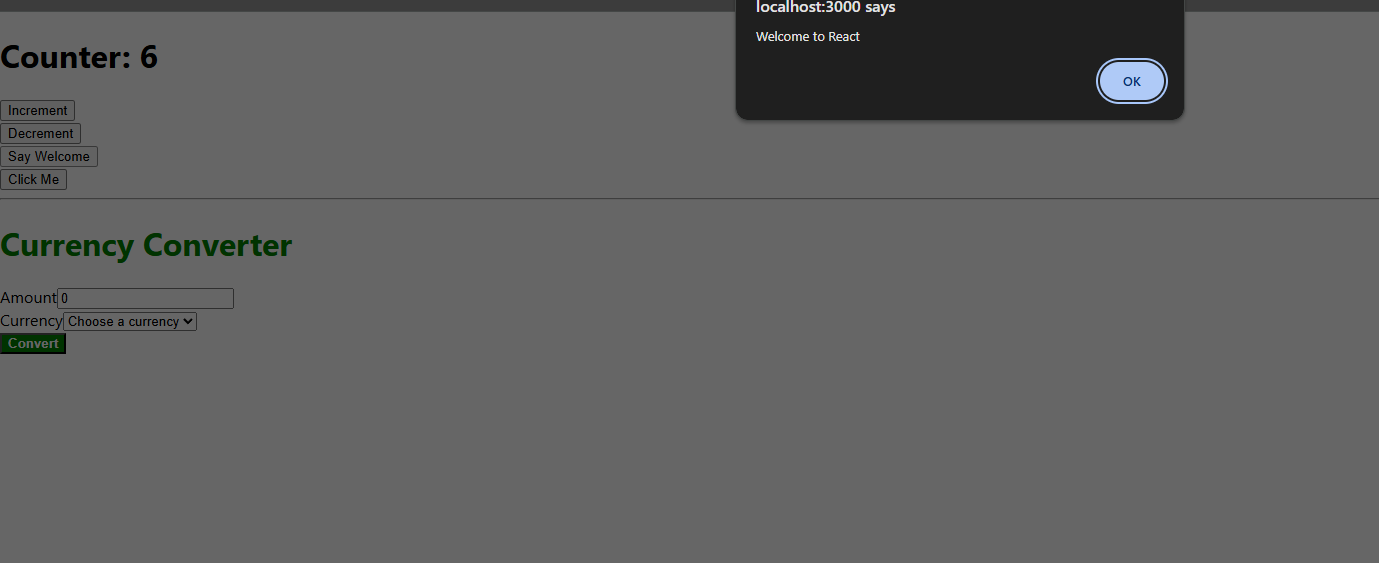 localhost:3000 says
Welcome to React
OK
Counter: 6
Increment
Decrement
Say Welcome
Click Me
Currency Converter
Amount 0
Currency Choose a currency
Convert